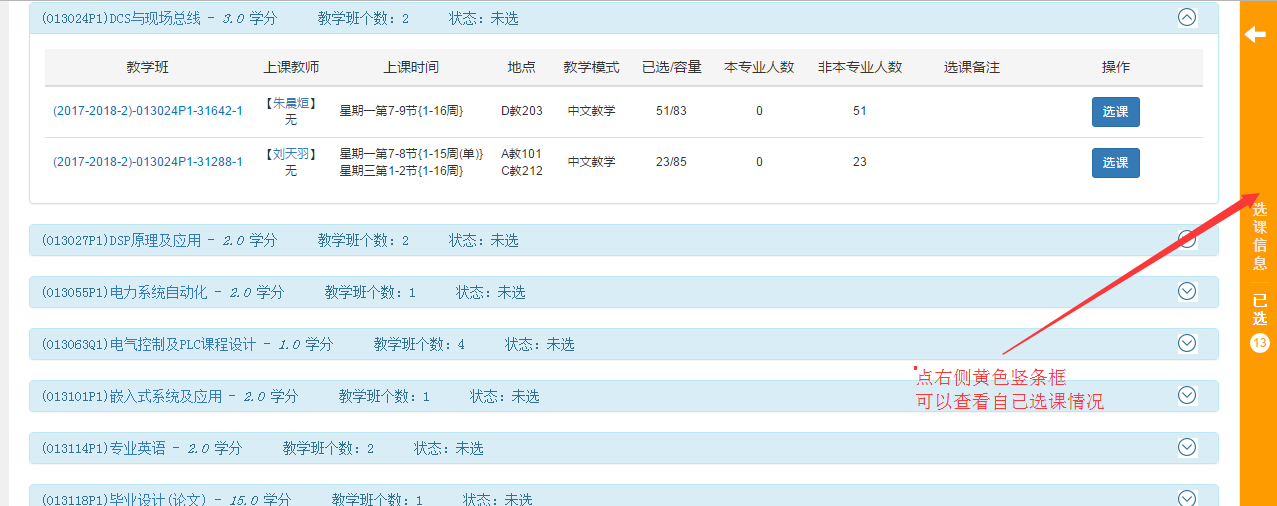 (013024P1)DCS与现场总线 - 3.0 学分 教学班个数：2 状态：未选
教学班 上课教师 上课时间 地点 教学模式 已选/容量 本专业人数 非本专业人数 选课备注 操作
(2017-2018-2)-013024P1-31642-1 【朱晨烜】 星期一第7-9节{1-16周} D教203 中文教学 51/83 0 51 选课
无
(2017-2018-2)-013024P1-31288-1 【刘天羽】 星期一第7-8节{1-15周(单)} A教101 中文教学 23/85 0 23 选课
无 星期三第1-2节{1-16周} C教212
(013027P1)DSP原理及应用 - 2.0 学分 教学班个数：2 状态：未选
(013055P1)电力系统自动化 - 2.0 学分 教学班个数：1 状态：未选
(013063Q1)电气控制及PLC课程设计 - 1.0 学分 教学班个数：4 状态：未选
(013101P1)嵌入式系统及应用 - 2.0 学分 教学班个数：1 状态：未选
(013114P1)专业英语 - 2.0 学分 教学班个数：2 状态：未选
(013118P1)毕业设计(论文) - 15.0 学分 教学班个数：1 状态：未选
点右侧黄色竖条框
可以查看自己选课情况
选课信息
已选
13